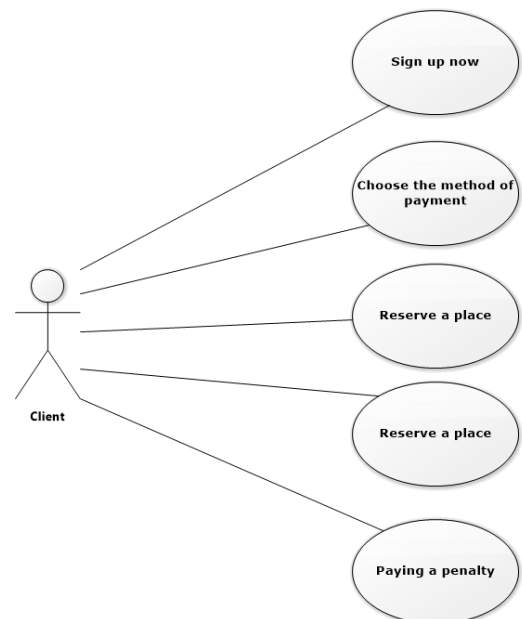 Sign up now
Choose the method of
payment
Reserve a place
Client
Reserve a place
Paying a penalty